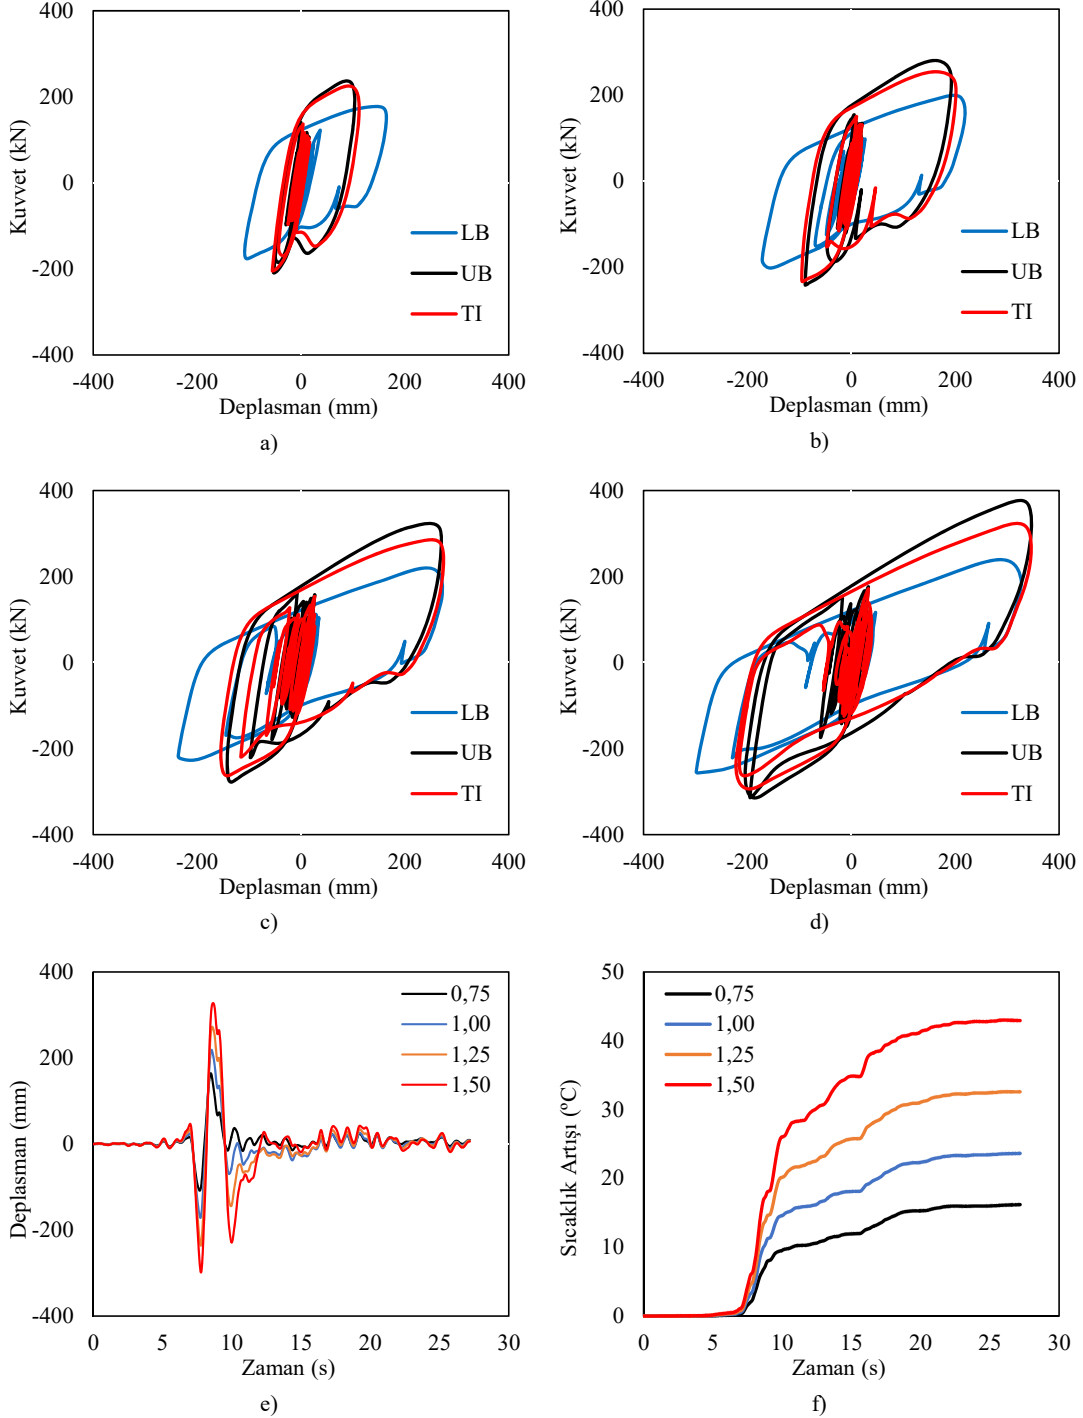 400
200
0
-200
-400
Kuvvet (kN)
-400 -200 0 200 400
Deplasman (mm)
LB
UB
TI
a)
400
200
0
-200
-400
Kuvvet (kN)
-400 -200 0 200 400
Deplasman (mm)
LB
UB
TI
b)
400
200
0
-200
-400
Kuvvet (kN)
-400 -200 0 200 400
Deplasman (mm)
LB
UB
TI
c)
400
200
0
-200
-400
Kuvvet (kN)
-400 -200 0 200 400
Deplasman (mm)
LB
UB
TI
d)
400
200
0
-200
-400
Deplasman (mm)
0 5 10 15 20 25 30
Zaman (s)
0,75
1,00
1,25
1,50
e)
50
40
30
20
10
0
Sıcaklık Artışı (ºC)
0 5 10 15 20 25 30
Zaman (s)
0,75
1,00
1,25
1,50
f)